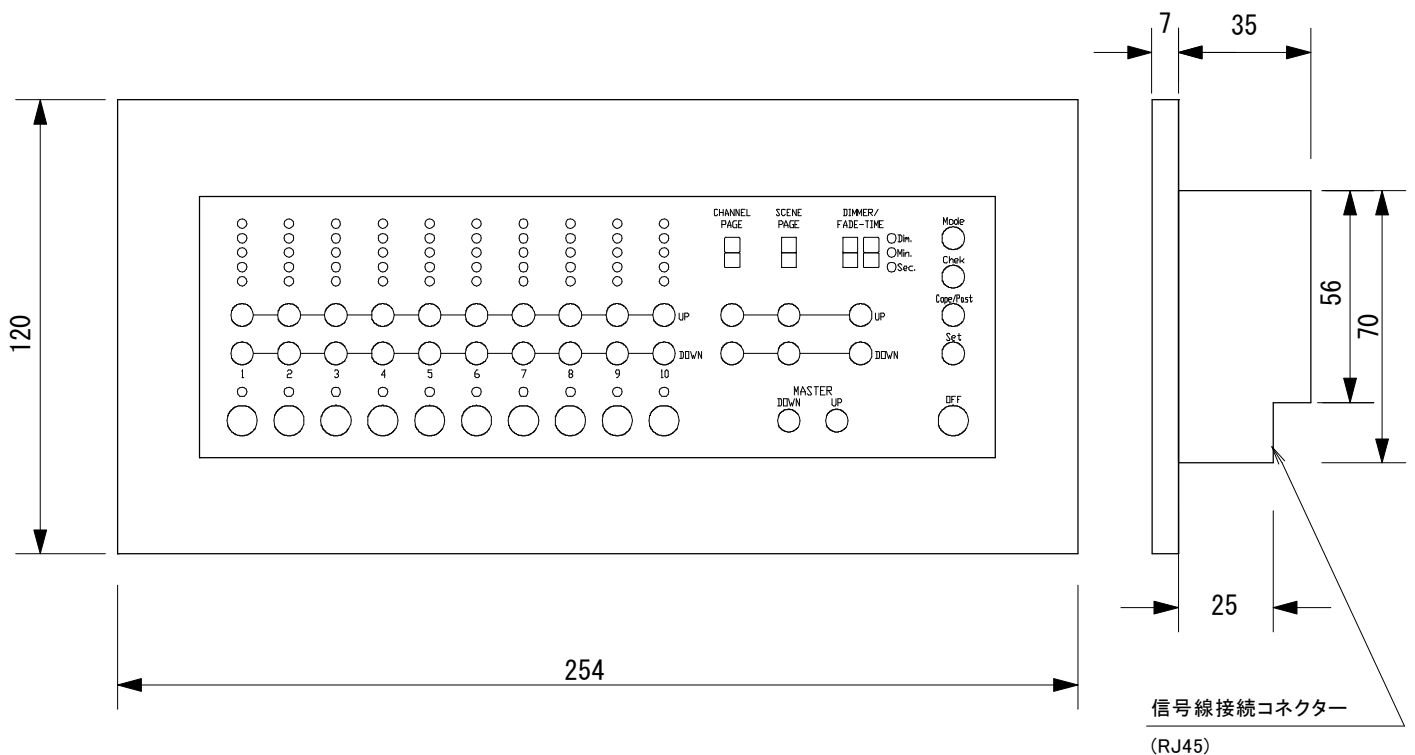 7 35
120
CHANNEL PAGE
SCENE PAGE
DIMMER/ FADE-TIME
Dim.
Min.
Sec.
Mode
Chek
Cope/Past
Set
UP
UP
DOWN
DOWN
1 2 3 4 5 6 7 8 9 10
MASTER
DOWN UP
OFF
56
70
25
254
信号線接続コネクター
(RJ45)